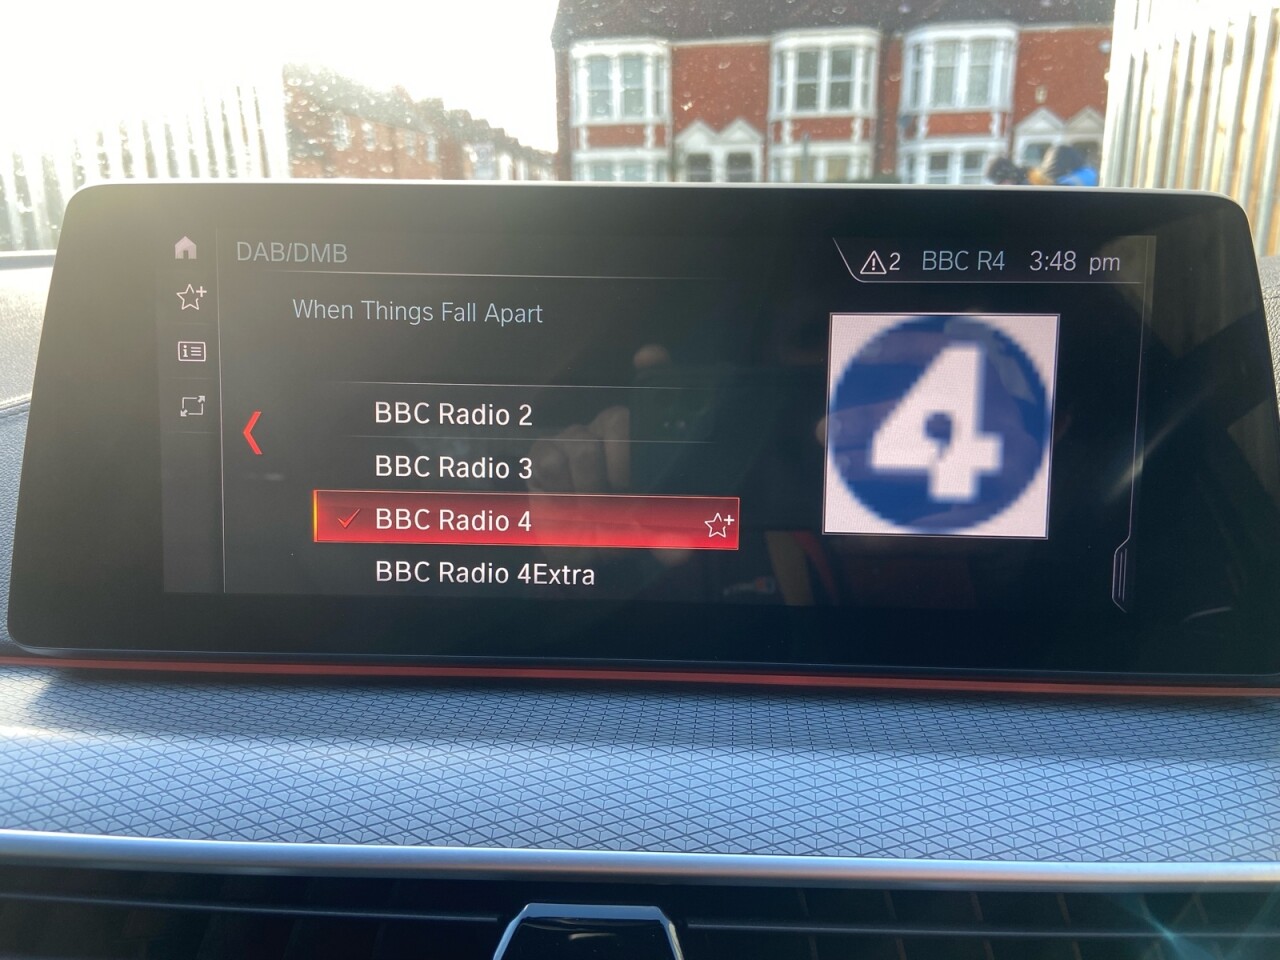 DAB/DMB
2 BBC R4 3:48 pm
When Things Fall Apart
BBC Radio 2
BBC Radio 3
BBC Radio 4
BBC Radio 4Extra
4